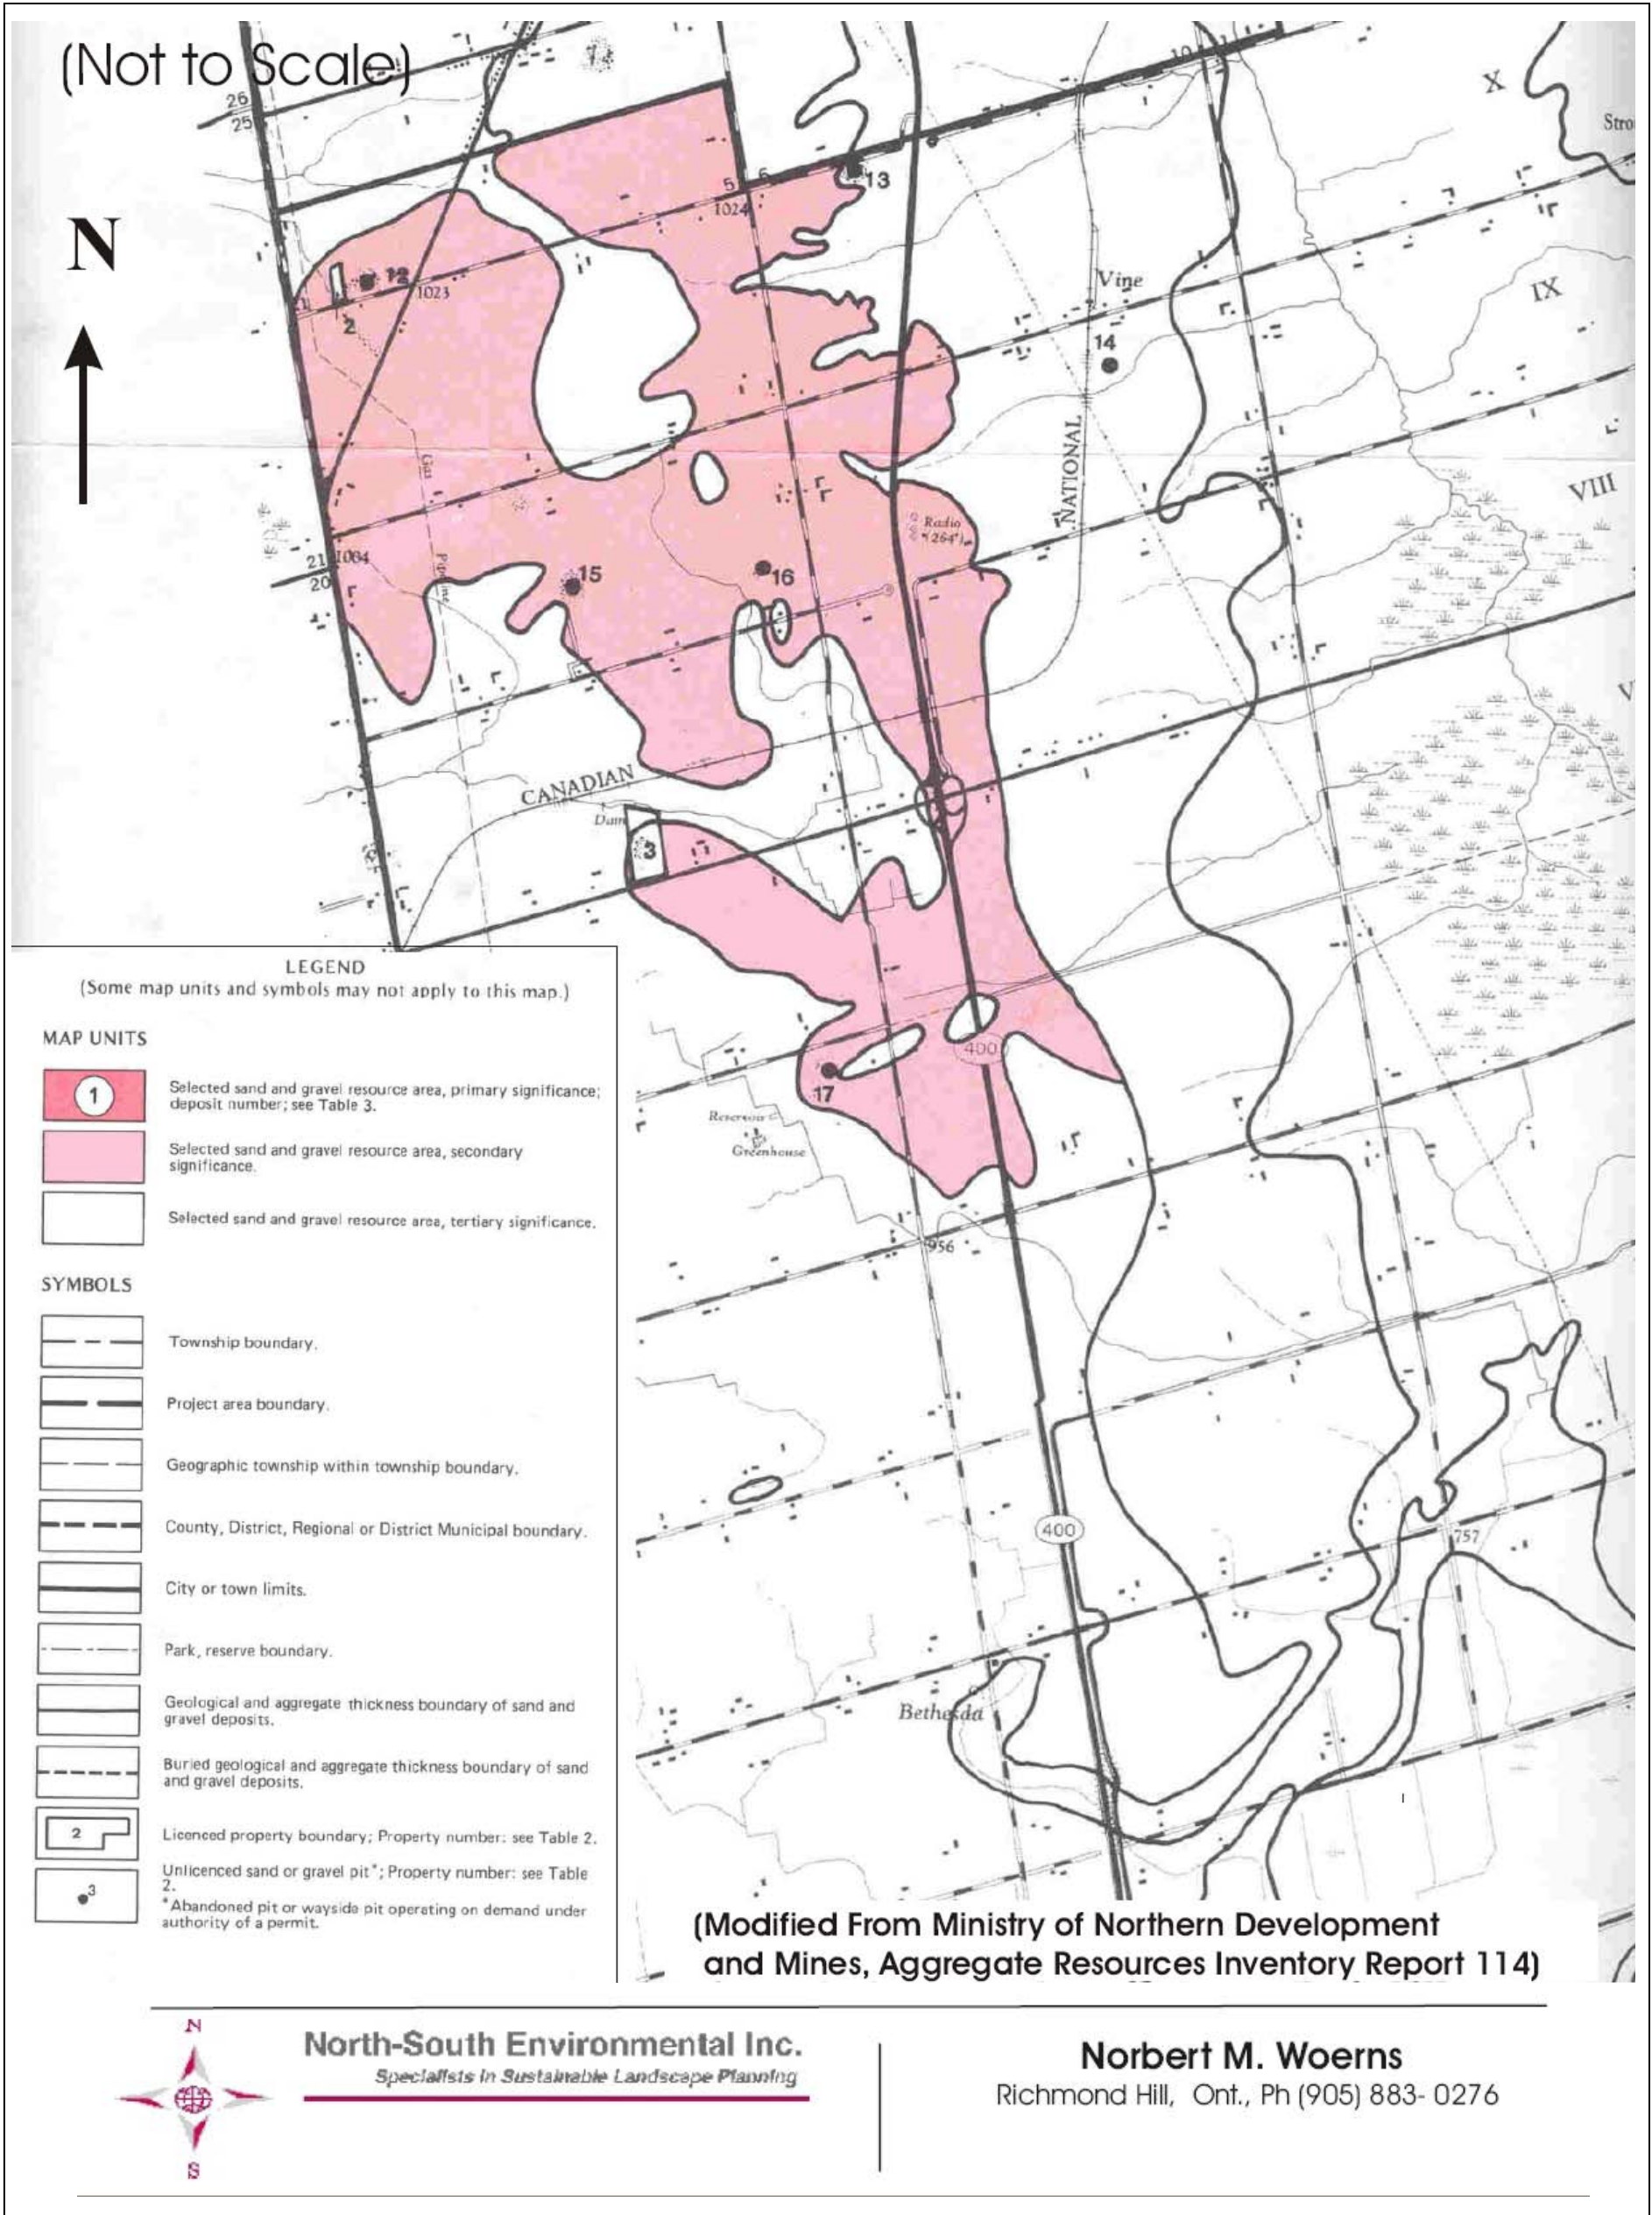 (Not to Scale)
26
25
10
X
Stro
13
5 6
1024
N
12
1023
1
2
Vine
IX
14
NATIONAL
Gas
VIII
Radio
(264')
21 1004
20
Pipeline
15
16
V
CANADIAN
Dam
3
400
17
Reservoir
Greenhouse
956
400
757
Bethesda
LEGEND
(Some map units and symbols may not apply to this map.)
MAP UNITS
1
Selected sand and gravel resource area, primary significance;
deposit number; see Table 3.
Selected sand and gravel resource area, secondary
significance.
Selected sand and gravel resource area, tertiary significance.
SYMBOLS
Township boundary.
Project area boundary.
Geographic township within township boundary.
County, District, Regional or District Municipal boundary.
City or town limits.
Park, reserve boundary.
Geological and aggregate thickness boundary of sand and
gravel deposits.
Buried geological and aggregate thickness boundary of sand
and gravel deposits.
2
Licenced property boundary; Property number: see Table 2.
3
Unlicenced sand or gravel pit*; Property number: see Table
2.
*Abandoned pit or wayside pit operating on demand under
authority of a permit.
(Modified From Ministry of Northern Development
and Mines, Aggregate Resources Inventory Report 114)
N
S
North-South Environmental Inc.
Specialists in Sustainable Landscape Planning
Norbert M. Woerns
Richmond Hill, Ont., Ph (905) 883- 0276